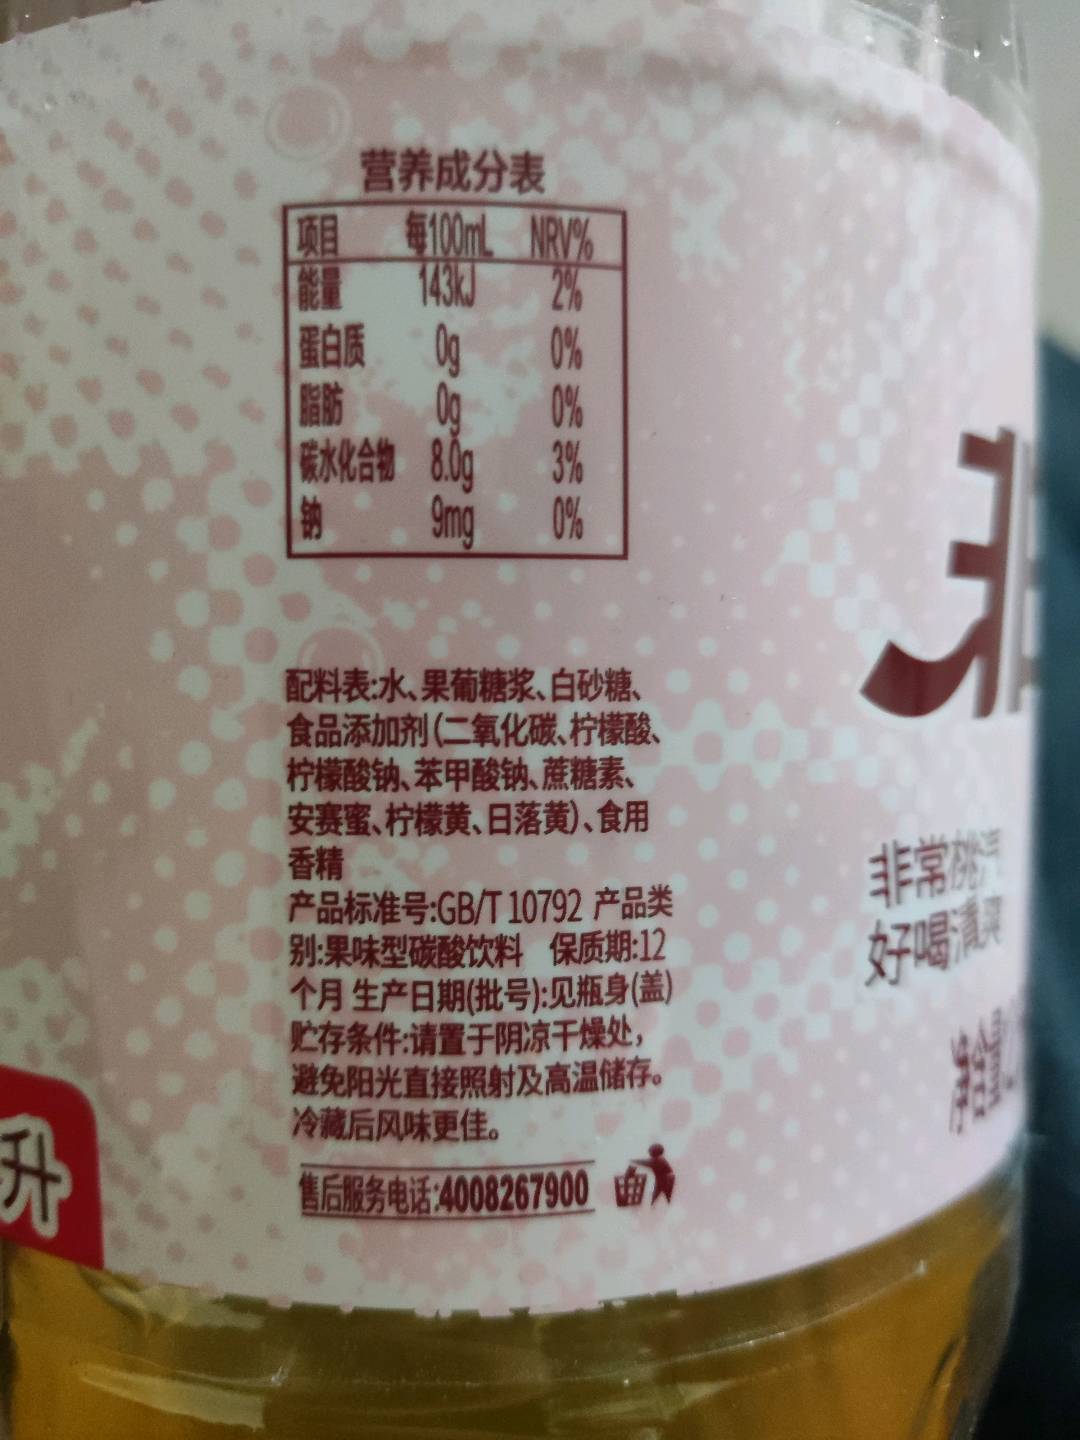 营养成分表
项目 每100mL NRV%
能量 143kJ 2%
蛋白质 0g 0%
脂肪 0g 0%
碳水化合物 8.0g 3%
钠 9mg 0%
配料表:水、果葡糖浆、白砂糖、
食品添加剂(二氧化碳、柠檬酸、
柠檬酸钠、苯甲酸钠、蔗糖素、
安赛蜜、柠檬黄、日落黄)、食用
香精
产品标准号:GB/T 10792 产品类
别:果味型碳酸饮料 保质期:12
个月 生产日期(批号):见瓶身(盖)
贮存条件:请置于阴凉干燥处,
避免阳光直接照射及高温储存。
冷藏后风味更佳。
售后服务电话:4008267900
升
非常桃汽
好喝清爽
净含量